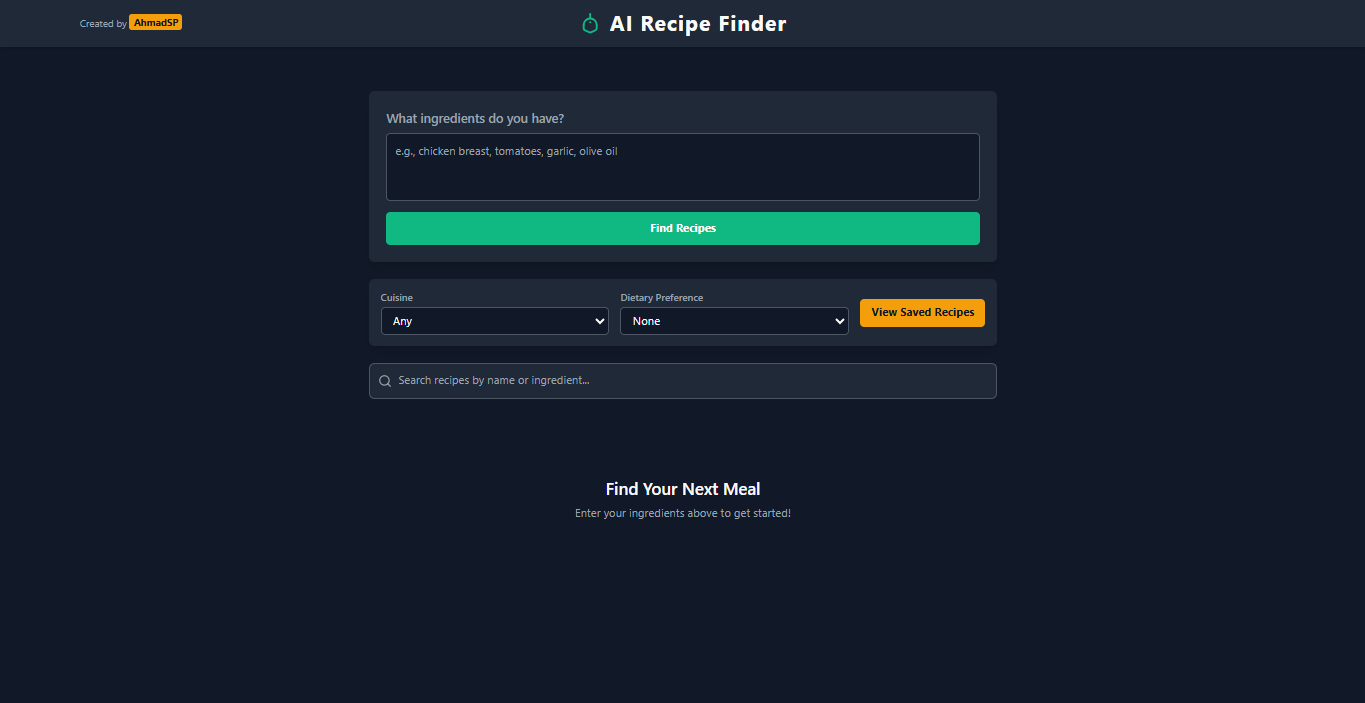 Created by AhmadSP
AI Recipe Finder
What ingredients do you have?
e.g., chicken breast, tomatoes, garlic, olive oil
Find Recipes
Cuisine
Any
Dietary Preference
None
View Saved Recipes
Search recipes by name or ingredient...
Find Your Next Meal
Enter your ingredients above to get started!